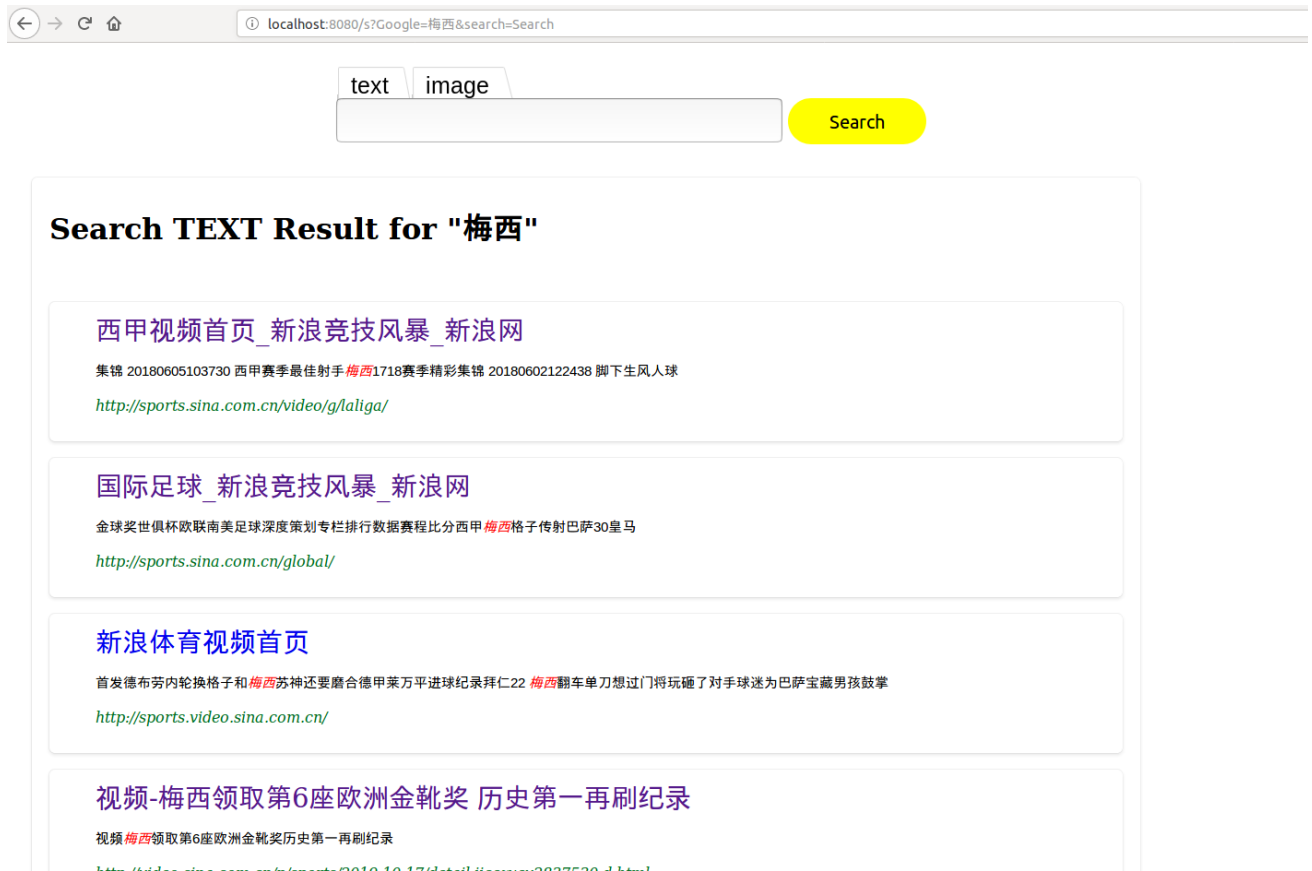 localhost:8080/s?Google=梅西&search=Search
text image
Search
Search TEXT Result for "梅西"
西甲视频首页_新浪竞技风暴_新浪网
集锦 20180605103730 西甲赛季最佳射手梅西1718赛季精彩集锦 20180602122438 脚下生风人球
http://sports.sina.com.cn/video/g/laliga/
国际足球_新浪竞技风暴_新浪网
金球奖世俱杯欧联南美足球深度策划专栏排行数据赛程比分西甲梅西格子传射巴萨30皇马
http://sports.sina.com.cn/global/
新浪体育视频首页
首发德布劳内轮换格子和梅西苏神还要磨合德甲莱万平进球纪录拜仁22 梅西翻车单刀想过门将玩砸了对手球迷为巴萨宝藏男孩鼓掌
http://sports.video.sina.com.cn/
视频-梅西领取第6座欧洲金靴奖 历史第一再刷纪录
视频梅西领取第6座欧洲金靴奖历史第一再刷纪录